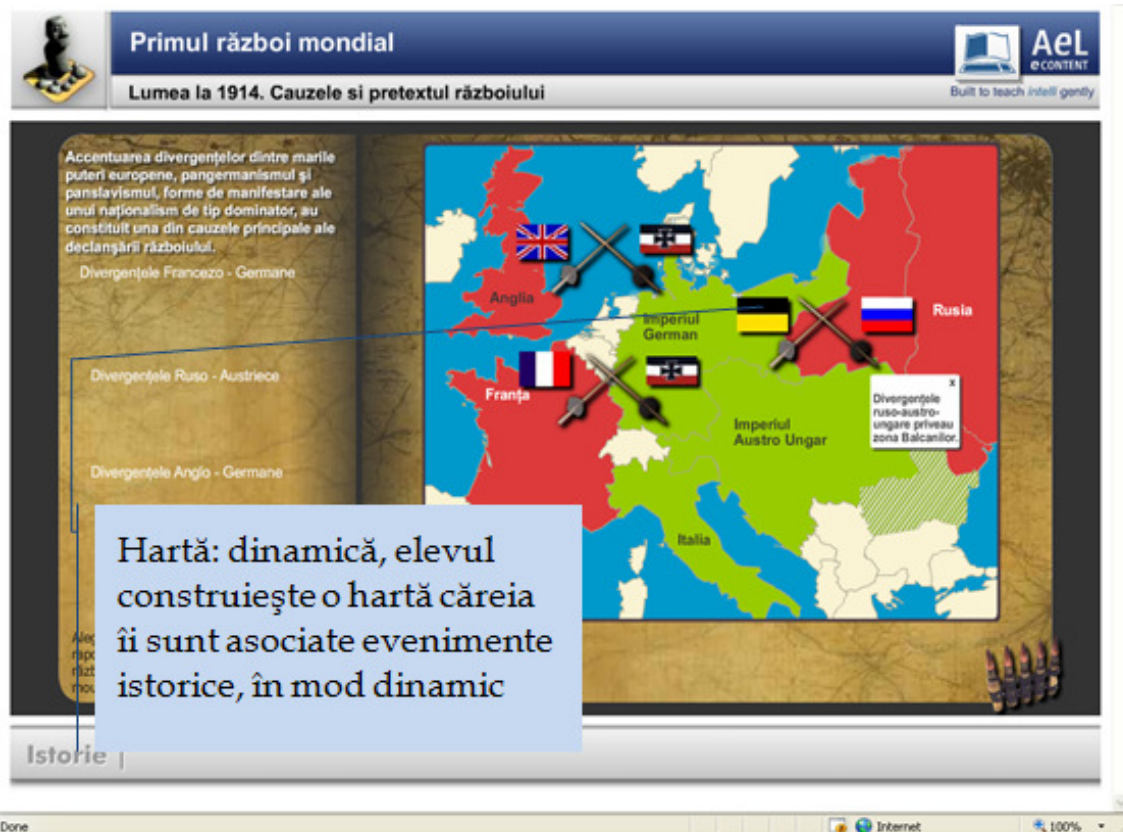 Primul război mondial
AeL
eCONTENT
Lumea la 1914. Cauzele si pretextul războiului
Built to teach intelligently
Accentuarea divergenţelor dintre marile
puteri europene, pangermanismul şi
panslavismul, forme de manifestare ale
unui naţionalism de tip dominator, au
constituit una din cauzele principale ale
declanşării războiului.
Divergenţele Francezo - Germane
Divergenţele Ruso - Austriece
Divergenţele Anglo - Germane
Anglia
Imperiul
German
Rusia
Franţa
x
Divergenţele
ruso-austro-
ungare priveau
zona Balcanilor.
Imperiul
Austro Ungar
Italia
Hartă: dinamică, elevul
construieşte o hartă căreia
îi sunt asociate evenimente
istorice, în mod dinamic
Istorie |
Done
Internet
100%